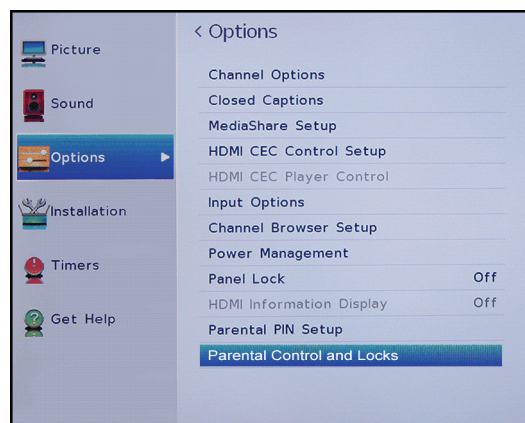 Picture
Sound
Options
Installation
Timers
Get Help
< Options
Channel Options
Closed Captions
MediaShare Setup
HDMI CEC Control Setup
HDMI CEC Player Control
Input Options
Channel Browser Setup
Power Management
Panel Lock Off
HDMI Information Display Off
Parental PIN Setup
Parental Control and Locks